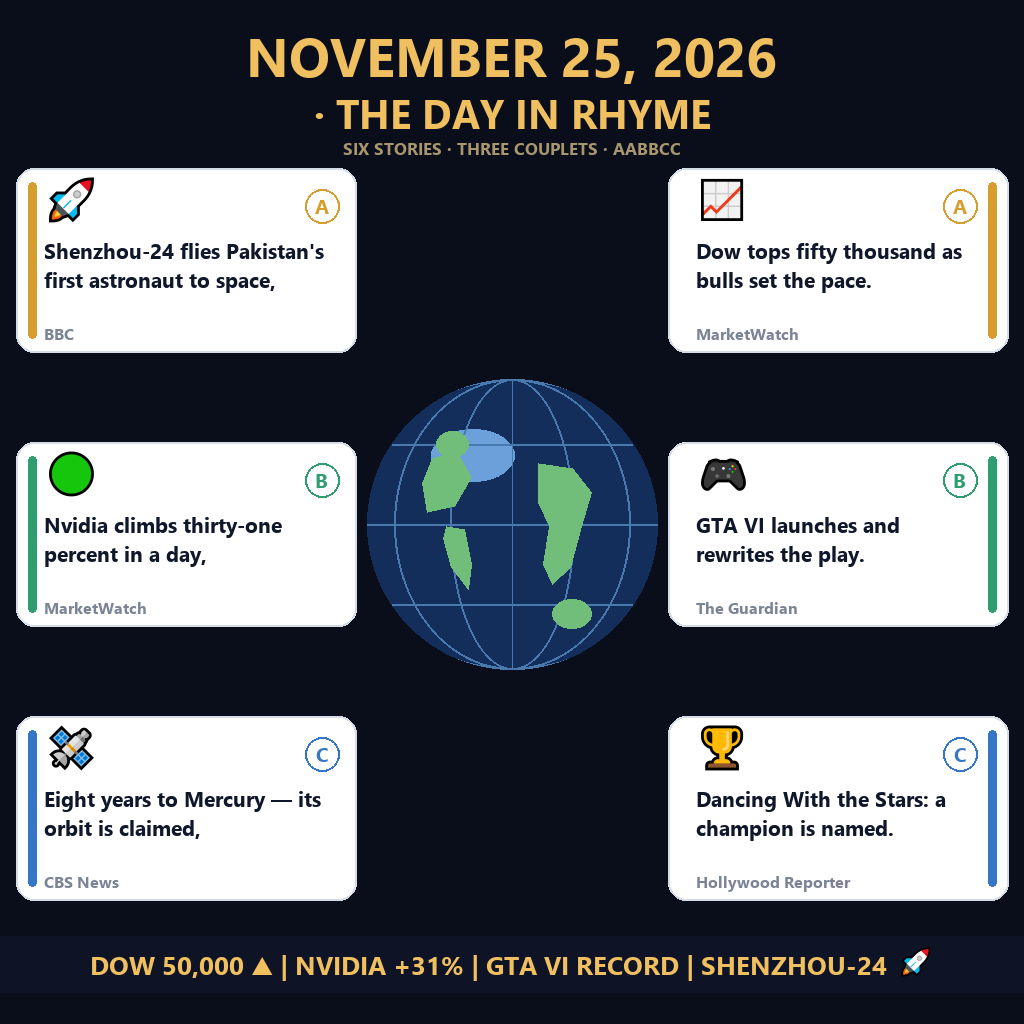 NOVEMBER 25, 2026
· THE DAY IN RHYME
SIX STORIES · THREE COUPLETS · AABBCC
A
Shenzhou-24 flies Pakistan's
first astronaut to space,
BBC
A
Dow tops fifty thousand as
bulls set the pace.
MarketWatch
B
Nvidia climbs thirty-one
percent in a day,
MarketWatch
B
GTA VI launches and
rewrites the play.
The Guardian
C
Eight years to Mercury — its
orbit is claimed,
CBS News
C
Dancing With the Stars: a
champion is named.
Hollywood Reporter
DOW 50,000 ▲ | NVIDIA +31% | GTA VI RECORD | SHENZHOU-24 🚀